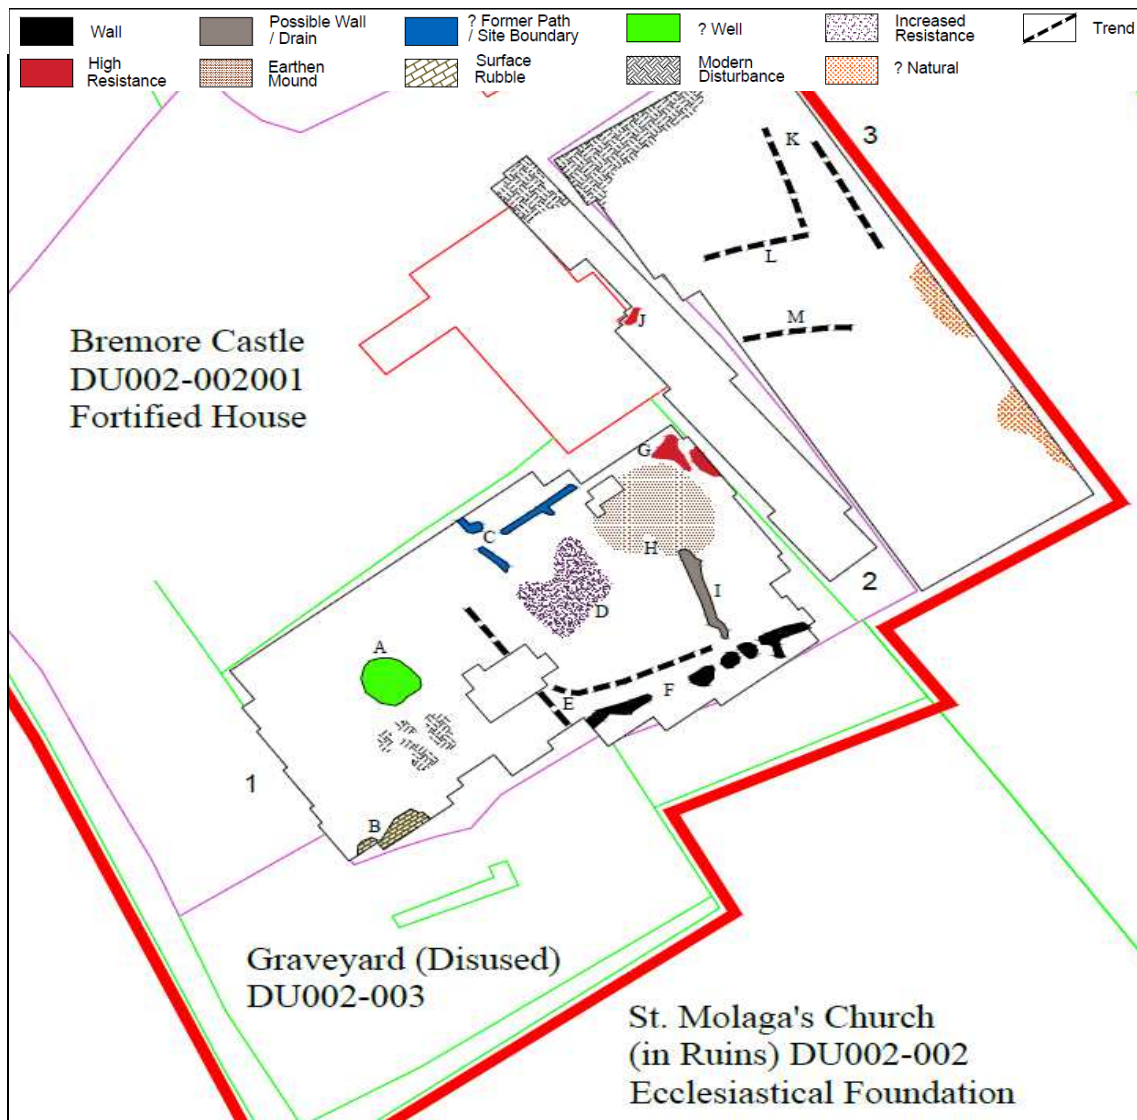 Wall
Possible Wall
/ Drain
? Former Path
/ Site Boundary
? Well
Increased
Resistance
Trend
High
Resistance
Earthen
Mound
Surface
Rubble
Modern
Disturbance
? Natural
3
K
L
M
J
Bremore Castle
DU002-002001
Fortified House
G
C
H
I
D
2
A
E
F
1
B
Graveyard (Disused)
DU002-003
St. Molaga's Church
(in Ruins) DU002-002
Ecclesiastical Foundation